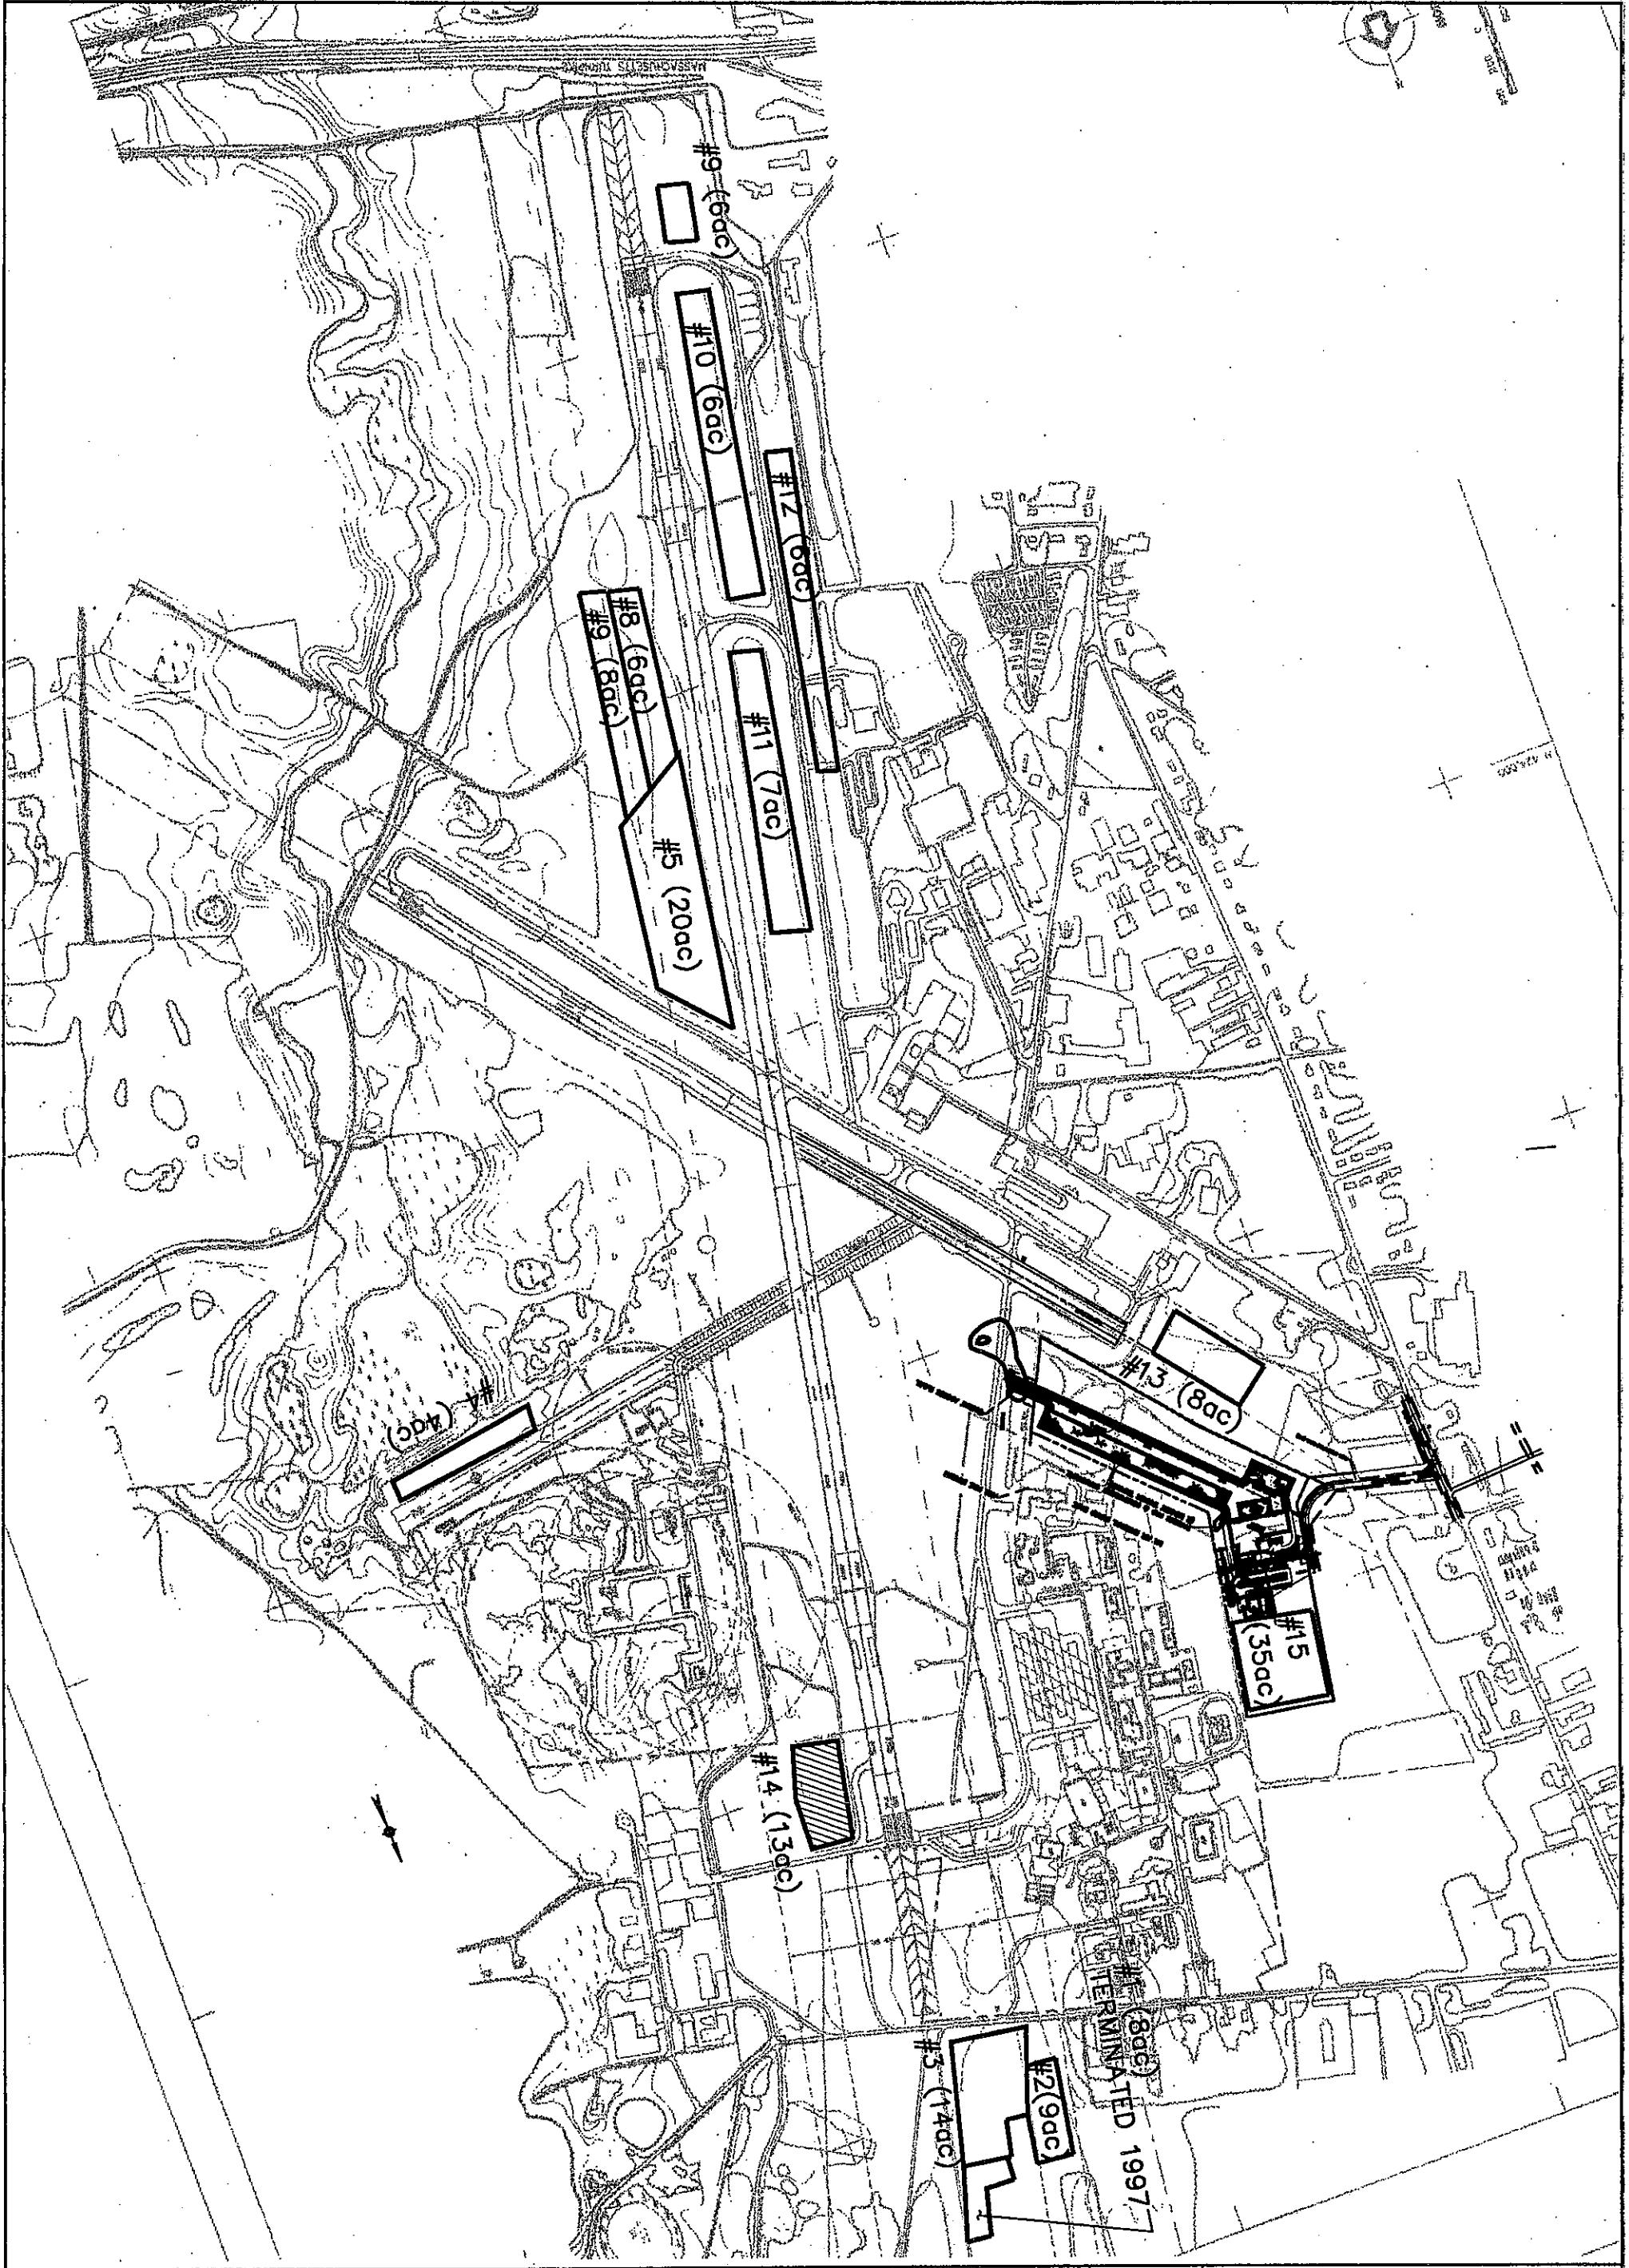 MASSACHUSETTS TURNPIKE
#9 (6ac)
#10 (6ac)
#12 (6ac)
#8 (6ac)
#9 (8ac)
#11 (7ac)
#5 (20ac)
#13 (8ac)
#4 (4ac)
#15
(35ac)
#14 (13ac)
#1 (8ac)
TERMINATED 1997
#2(9ac)
#3 (14ac)